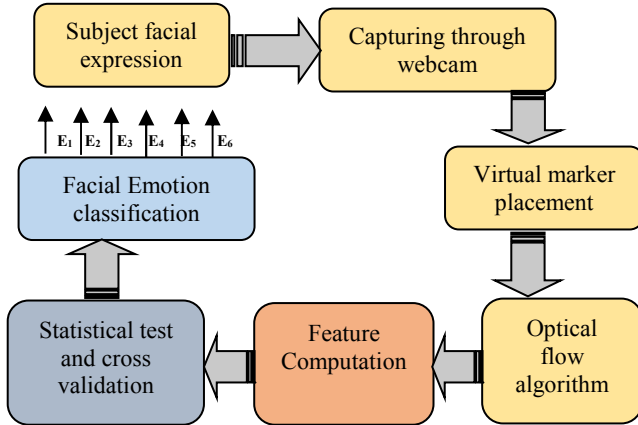 Subject facial
expression
Capturing through
webcam
Virtual marker
placement
Optical
flow
algorithm
Feature
Computation
Statistical test
and cross
validation
Facial Emotion
classification
E₁ E₂ E₃ E₄ E₅ E₆